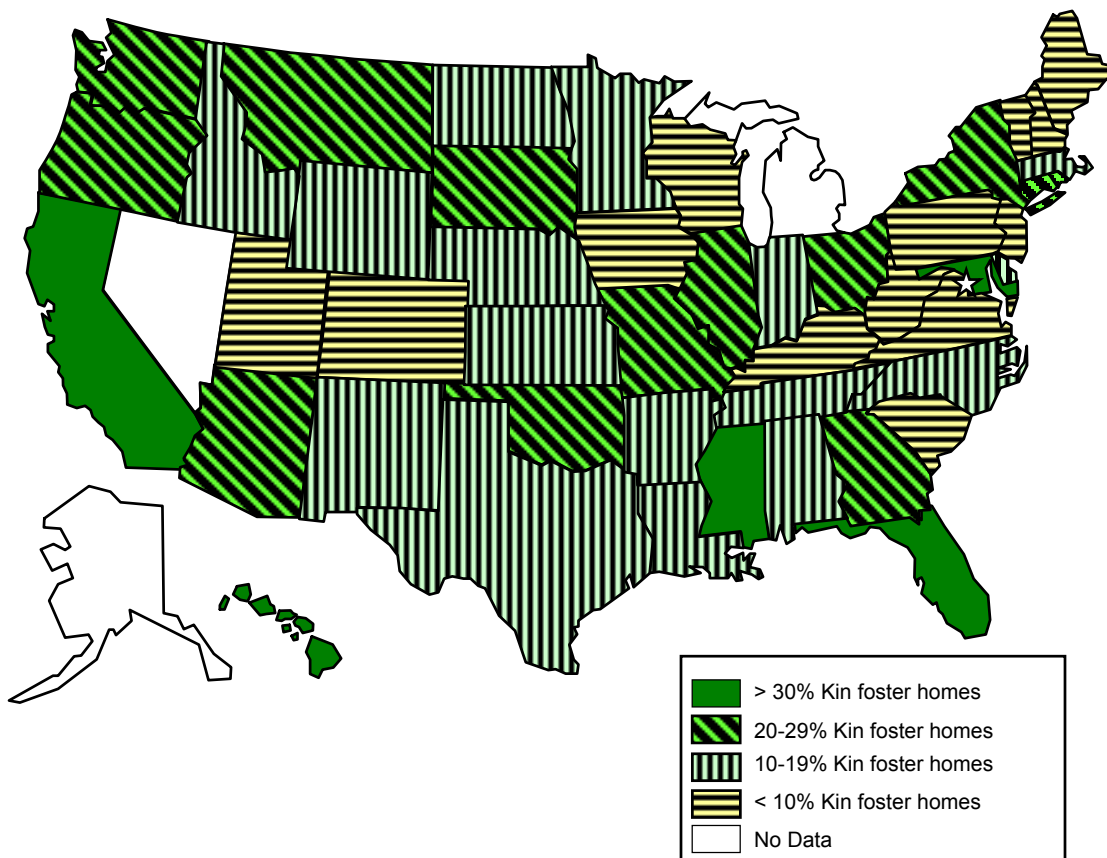 > 30% Kin foster homes
20-29% Kin foster homes
10-19% Kin foster homes
< 10% Kin foster homes
No Data